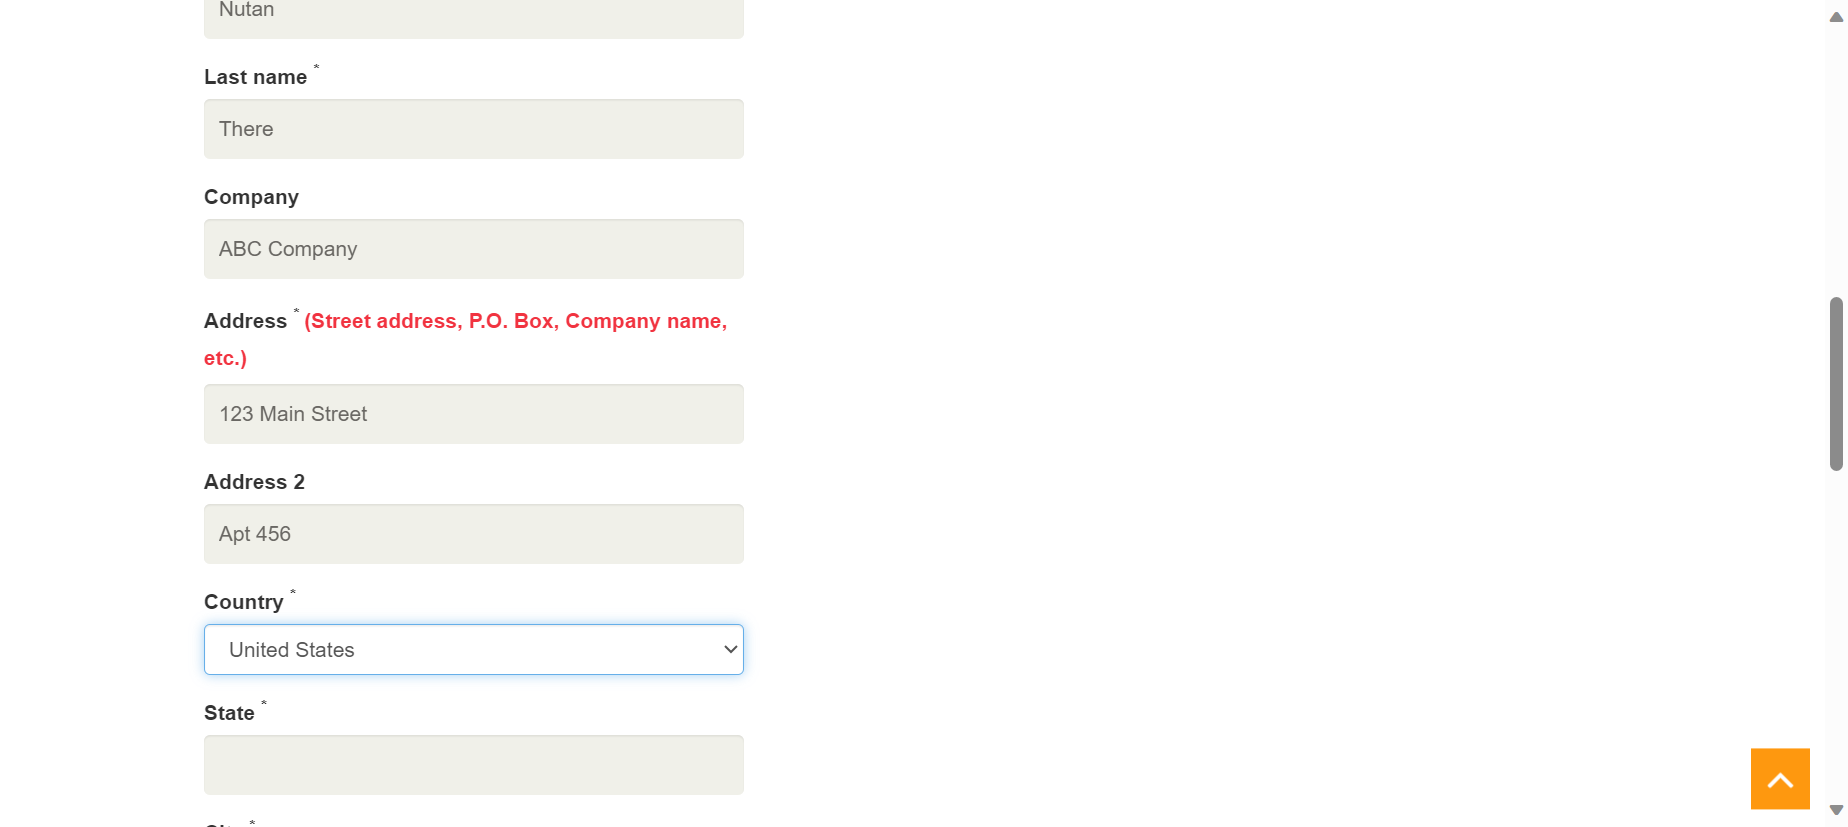 Nutan
Last name *
There
Company
ABC Company
Address * (Street address, P.O. Box, Company name,
etc.)
123 Main Street
Address 2
Apt 456
Country *
United States
State *